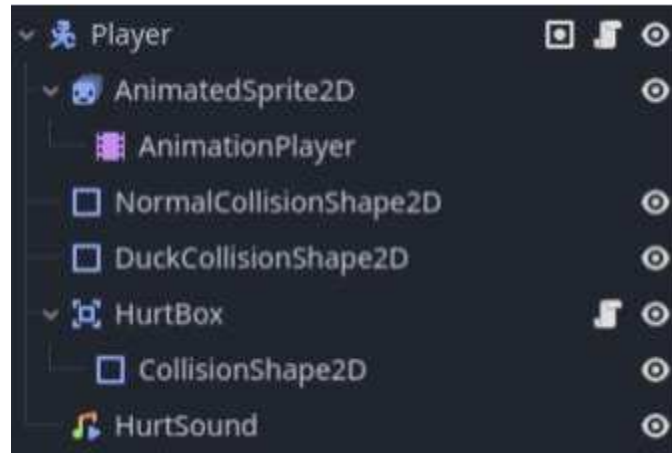 Player
AnimatedSprite2D
AnimationPlayer
NormalCollisionShape2D
DuckCollisionShape2D
HurtBox
CollisionShape2D
HurtSound